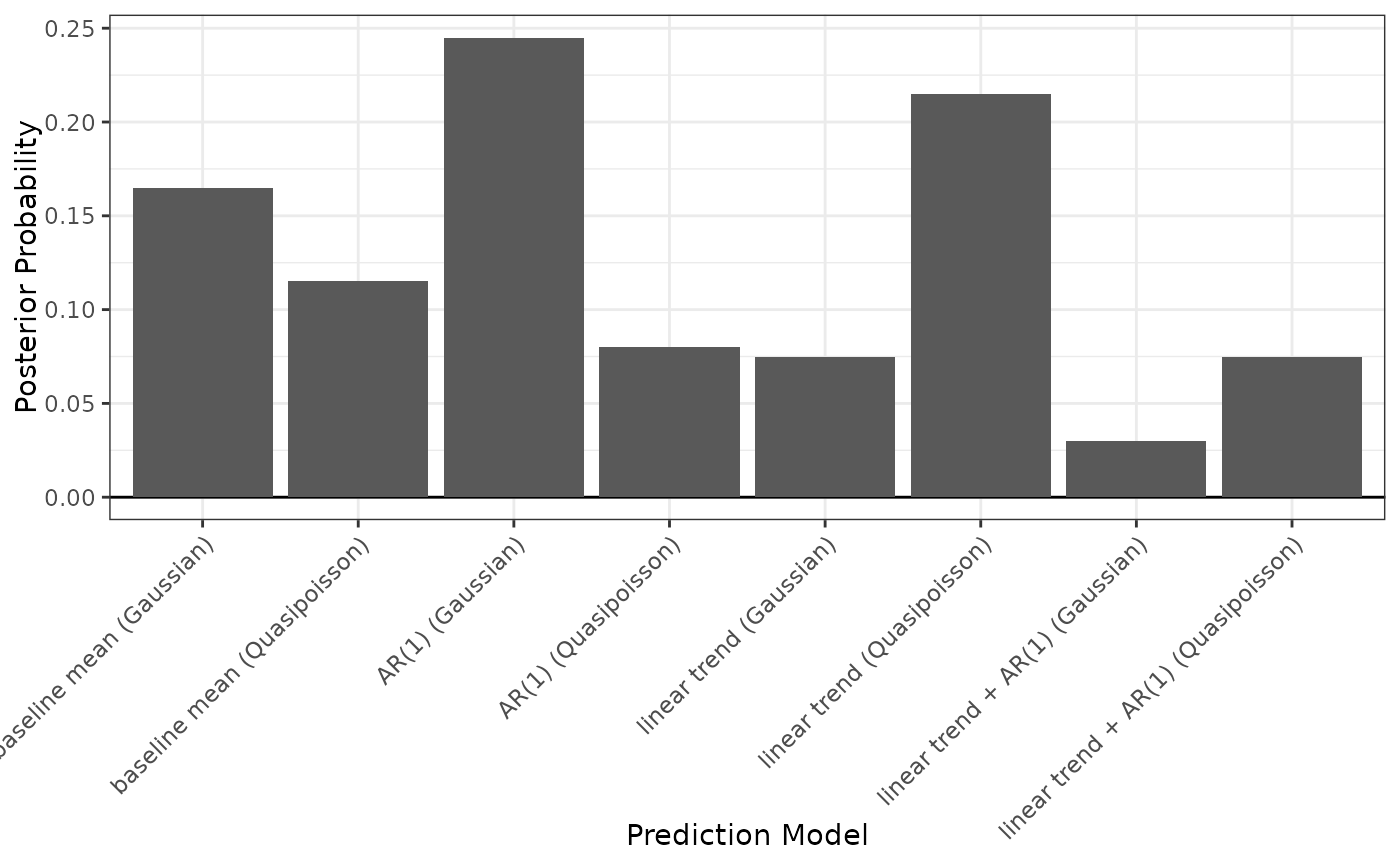 Posterior Probability
0.25
0.20
0.15
0.10
0.05
0.00
baseline mean (Gaussian)
baseline mean (Quasipoisson)
AR(1) (Gaussian)
AR(1) (Quasipoisson)
linear trend (Gaussian)
linear trend (Quasipoisson)
linear trend + AR(1) (Gaussian)
linear trend + AR(1) (Quasipoisson)
Prediction Model